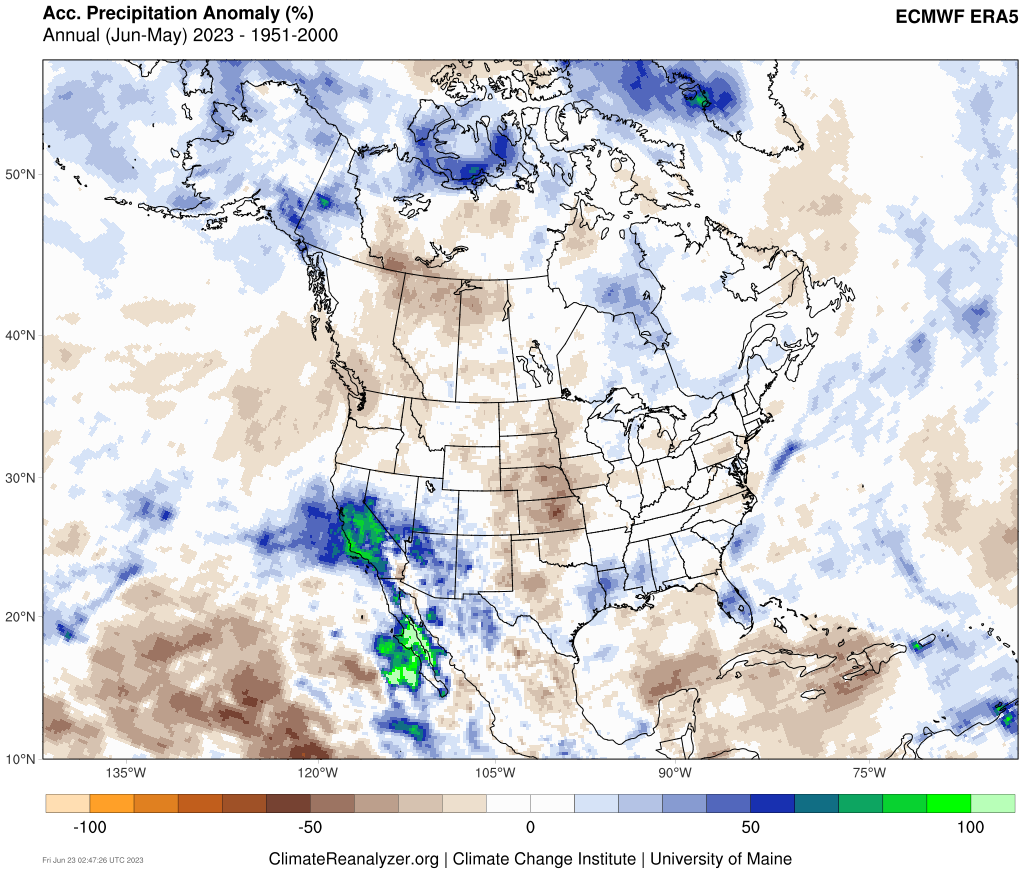 Acc. Precipitation Anomaly (%)
ECMWF ERA5
Annual (Jun-May) 2023 - 1951-2000
50°N
40°N
30°N
20°N
10°N
135°W 120°W 105°W 90°W 75°W
-100 -50 0 50 100
Fri Jun 23 02:47:26 UTC 2023
ClimateReanalyzer.org | Climate Change Institute | University of Maine